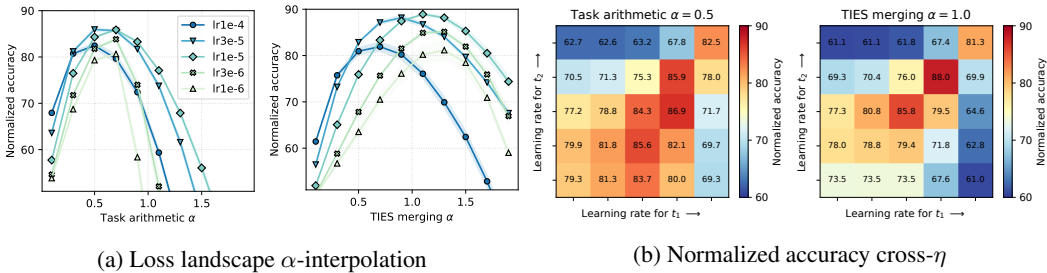 Normalized accuracy
90
80
70
60
0.5 1.0 1.5
Task arithmetic α
lr1e-4
lr3e-5
lr1e-5
lr3e-6
lr1e-6
Normalized accuracy
90
80
70
60
0.5 1.0 1.5
TIES merging α
(a) Loss landscape α-interpolation
Task arithmetic α = 0.5
Learning rate for t₂ ⟶
62.7 62.6 63.2 67.8 82.5
70.5 71.3 75.3 85.9 78.0
77.2 78.8 84.3 86.9 71.7
79.9 81.8 85.6 82.1 69.7
79.3 81.3 83.7 80.0 69.3
Learning rate for t₁ ⟶
90
80
70
60
Normalized accuracy
TIES merging α = 1.0
Learning rate for t₂ ⟶
61.1 61.1 61.8 67.4 81.3
69.3 70.4 76.0 88.0 69.9
77.3 80.8 85.8 79.5 64.6
78.0 78.8 79.4 71.8 62.8
73.5 73.5 73.5 67.6 61.0
Learning rate for t₁ ⟶
90
80
70
60
Normalized accuracy
(b) Normalized accuracy cross-η